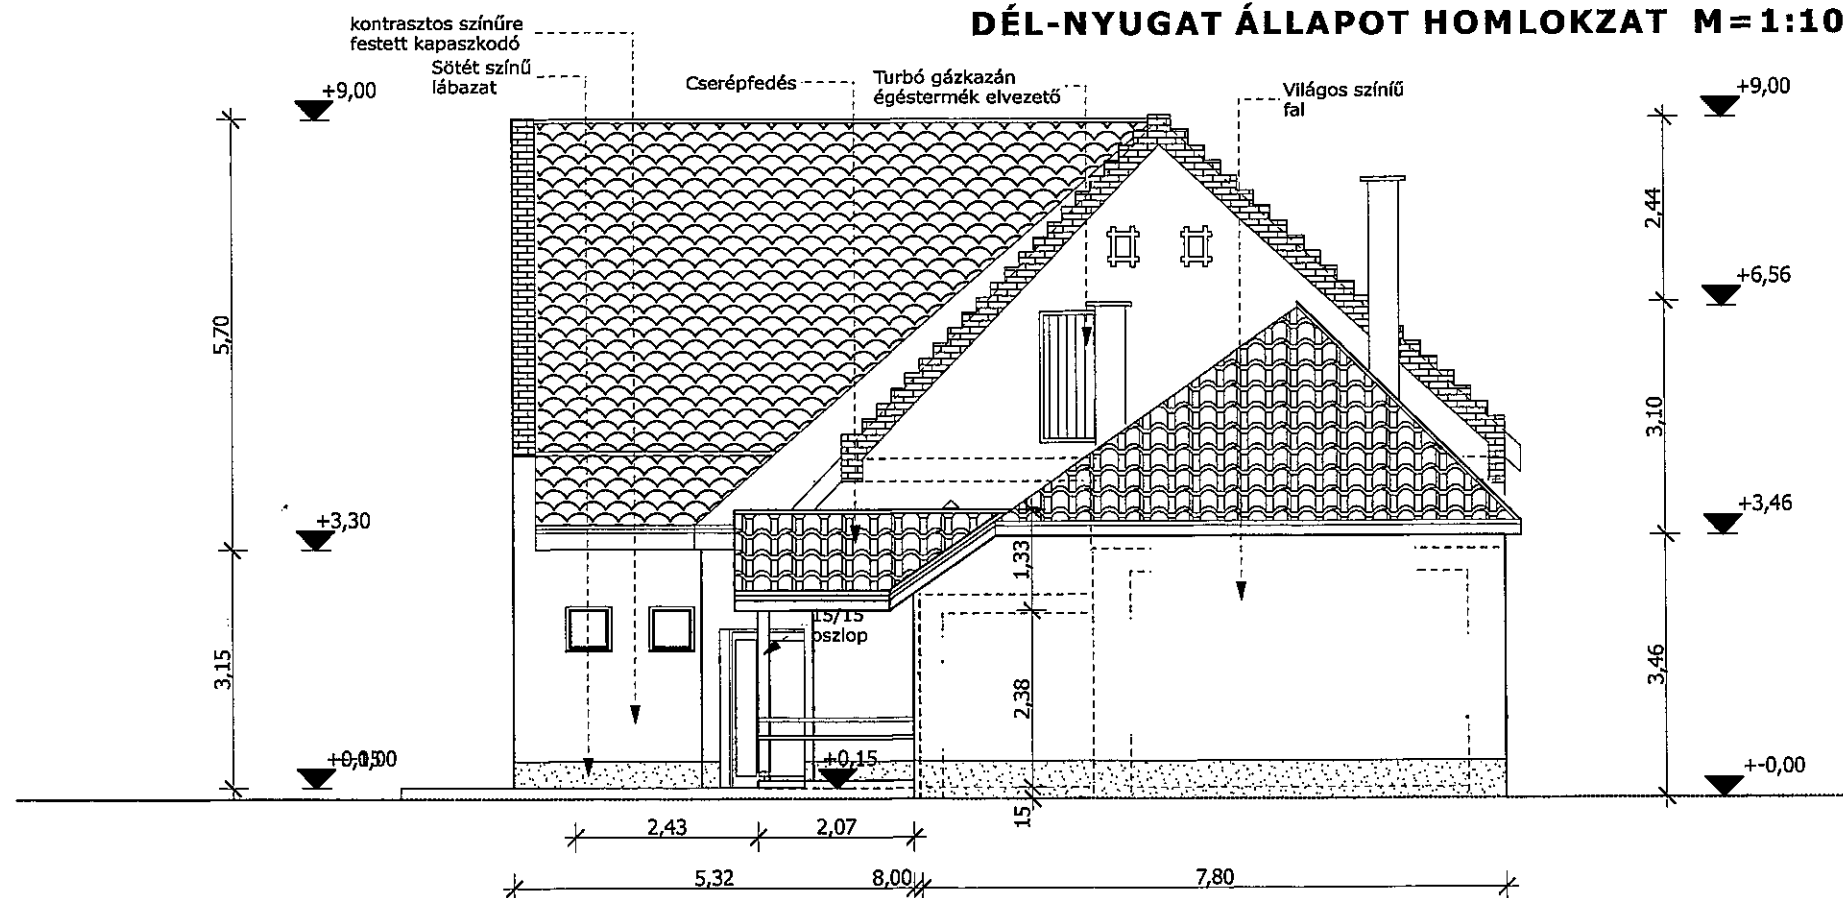 DÉL-NYUGAT ÁLLAPOT HOMLOKZAT M=1:10
kontrasztos színűre
festett kapaszkodó
Sötét színű
lábazat
Cserépfedés
Turbó gázkazán
égéstermék elvezető
Világos színíű
fal
+9,00
+9,00
2,44
+6,56
5,70
3,10
+3,30
+3,46
1,33
15/15
oszlop
3,15
2,38
3,46
+0,15
+-0,00
15
2,43
2,07
5,32
8,00
7,80